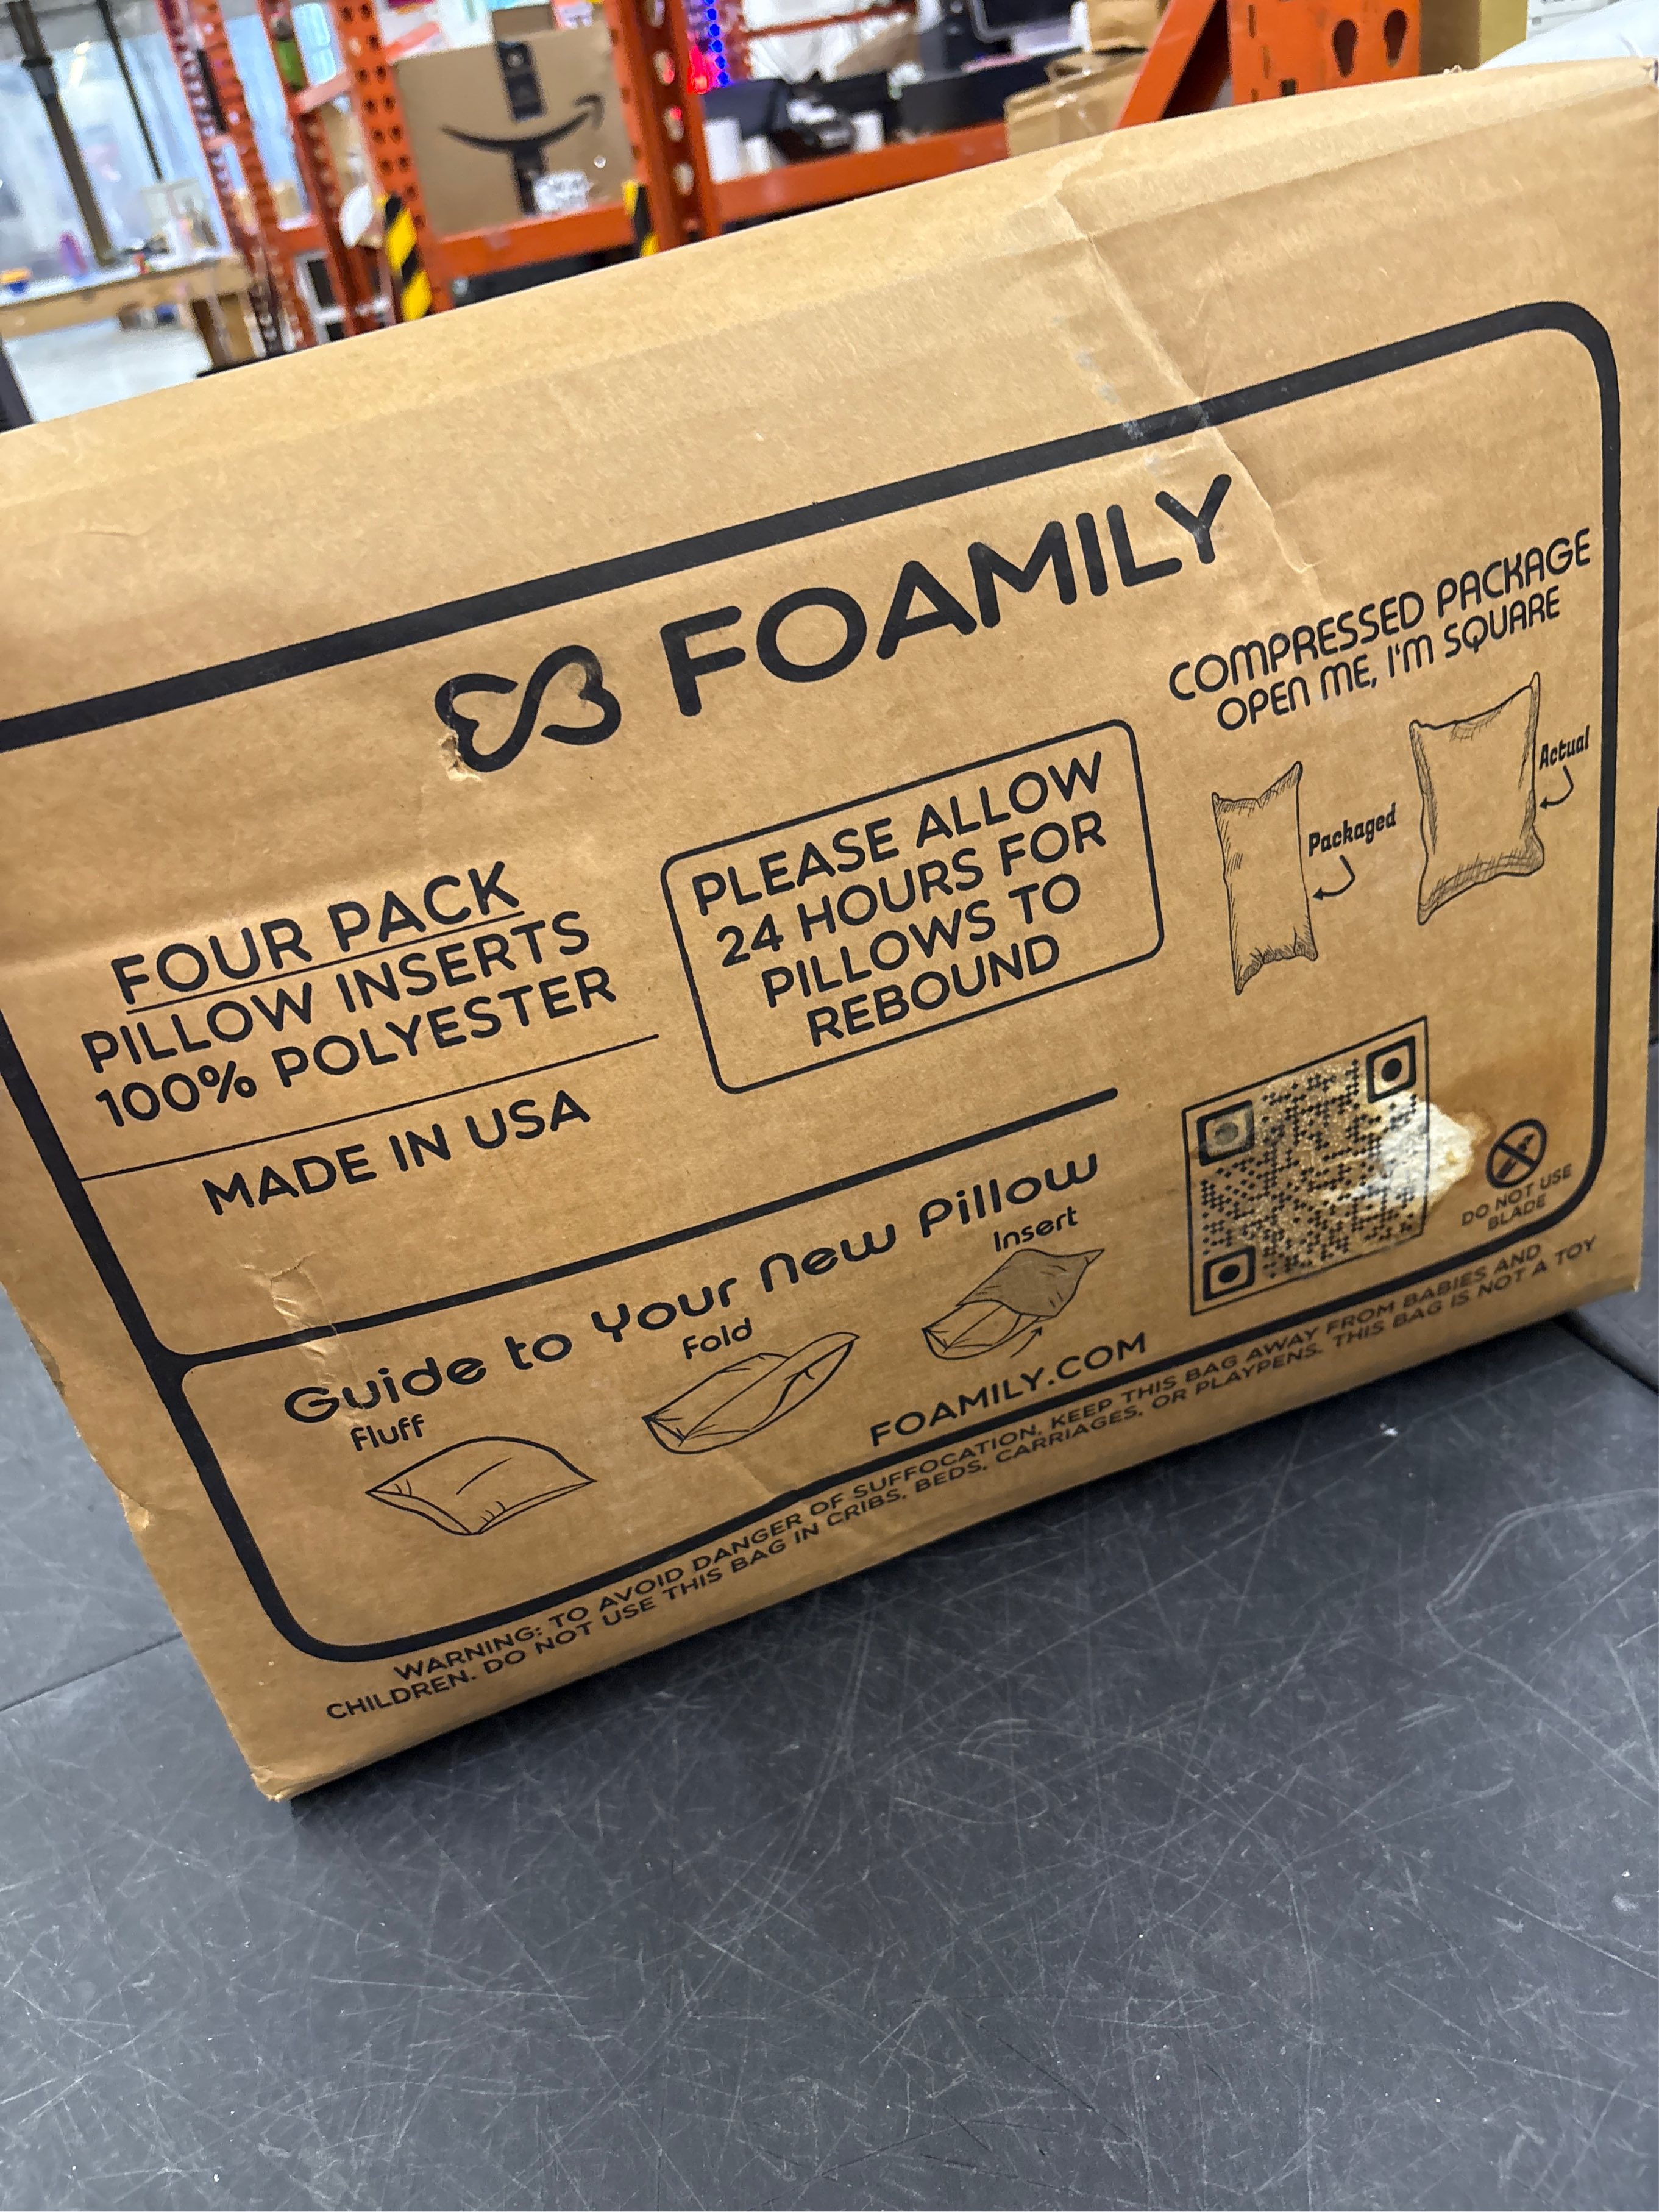 FOAMILY
COMPRESSED PACKAGE
OPEN ME, I'M SQUARE
Packaged
Actual
FOUR PACK
PILLOW INSERTS
100% POLYESTER
MADE IN USA
PLEASE ALLOW
24 HOURS FOR
PILLOWS TO
REBOUND
Guide to Your New Pillow
Fluff
Fold
Insert
FOAMILY.COM
DO NOT USE
BLADE
WARNING: TO AVOID DANGER OF SUFFOCATION, KEEP THIS BAG AWAY FROM BABIES AND
CHILDREN. DO NOT USE THIS BAG IN CRIBS, BEDS, CARRIAGES, OR PLAYPENS. THIS BAG IS NOT A TOY